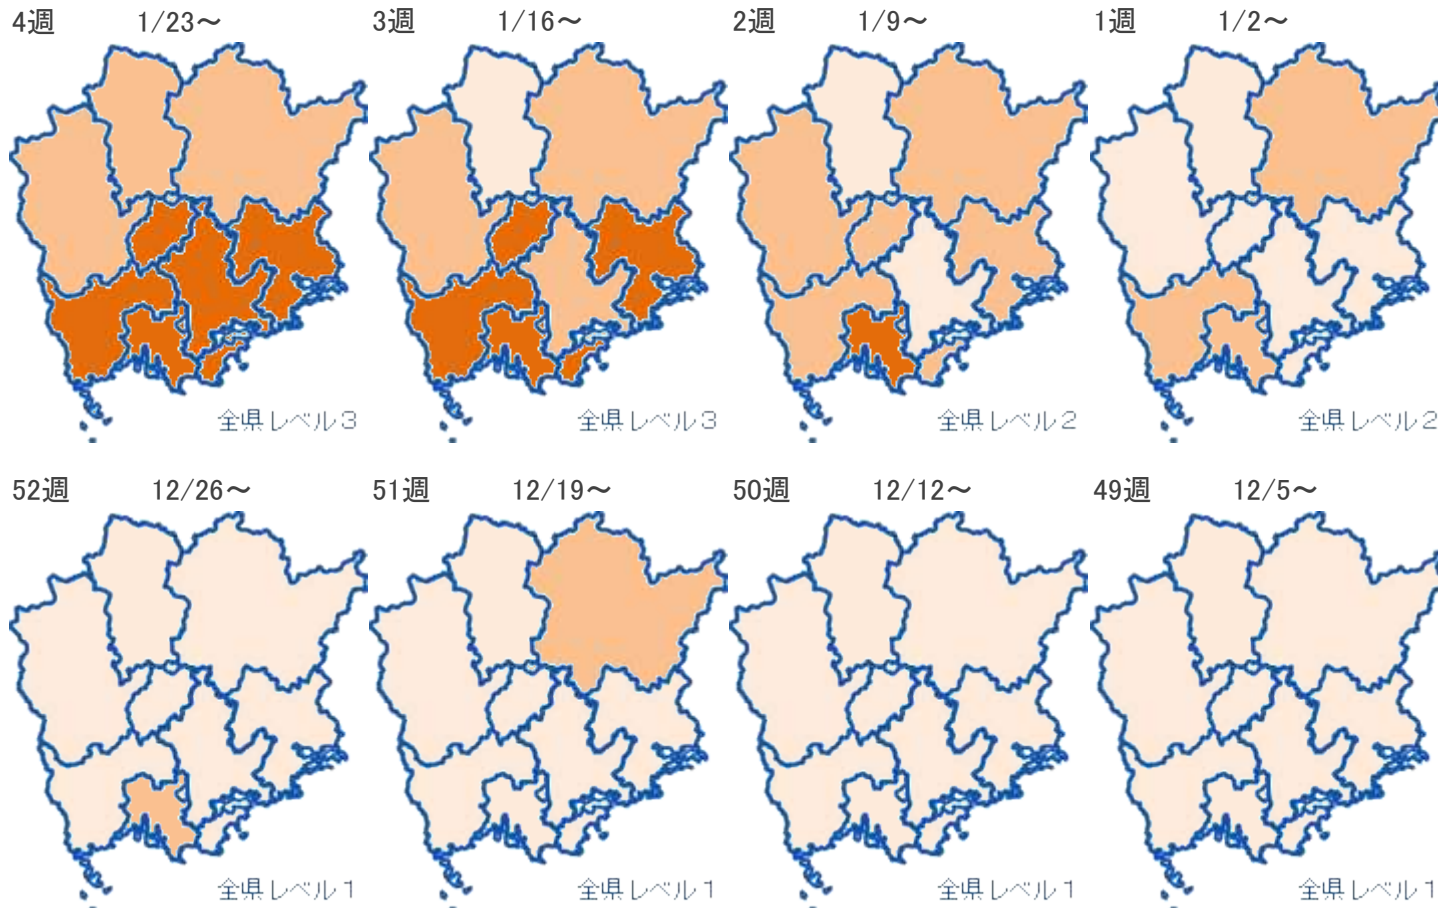 4週 1/23～
3週 1/16～
2週 1/9～
1週 1/2～
全県レベル3
全県レベル3
全県レベル2
全県レベル2
52週 12/26～
51週 12/19～
50週 12/12～
49週 12/5～
全県レベル1
全県レベル1
全県レベル1
全県レベル1